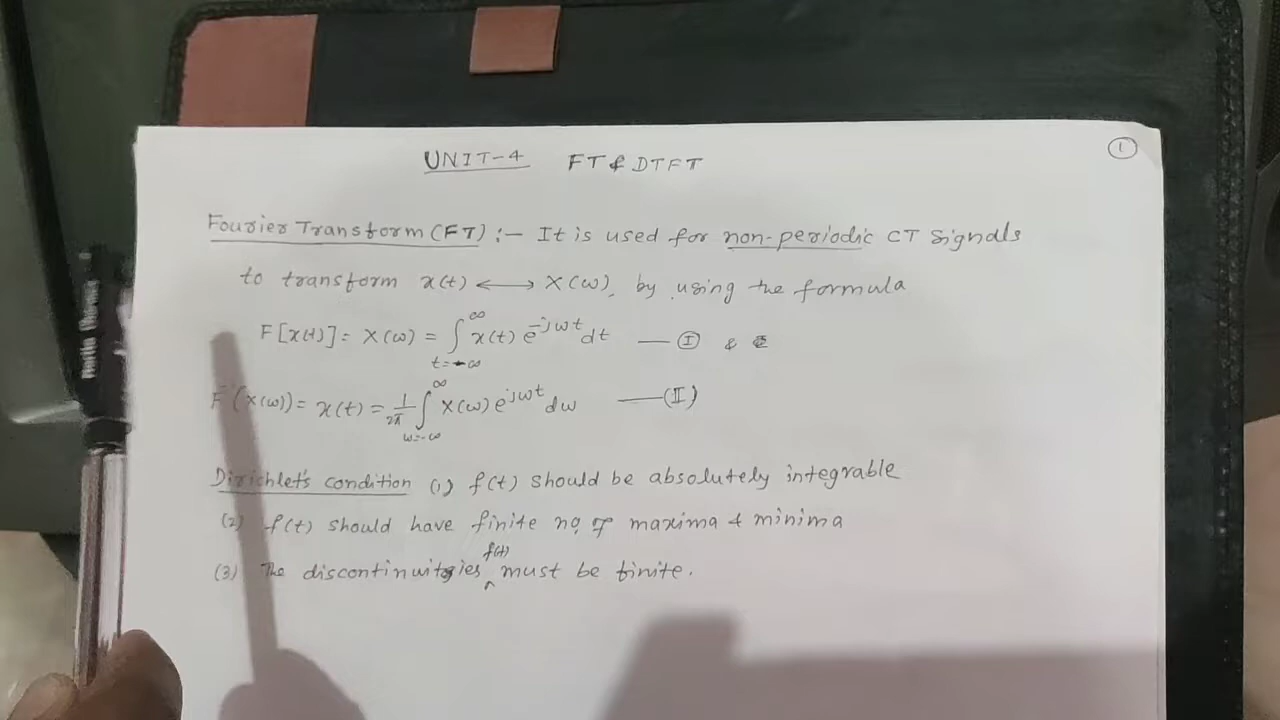 UNIT-4 FT & DTFT
①
Fourier Transform (FT) :- It is used for non-periodic CT signals
to transform x(t) ⟷ X(ω), by using the formula
F[x(t)] = X(ω) = ∫_{t=-∞}^{∞} x(t) e^{-jωt} dt — Ⓘ &
F^{-1}(X(ω)) = x(t) = 1/2π ∫_{ω=-∞}^{∞} X(ω) e^{jωt} dω —(II)
Dirichlet's condition (1) f(t) should be absolutely integrable
(2) f(t) should have finite no. of maxima & minima
(3) The discontinuities f(t) must be finite.